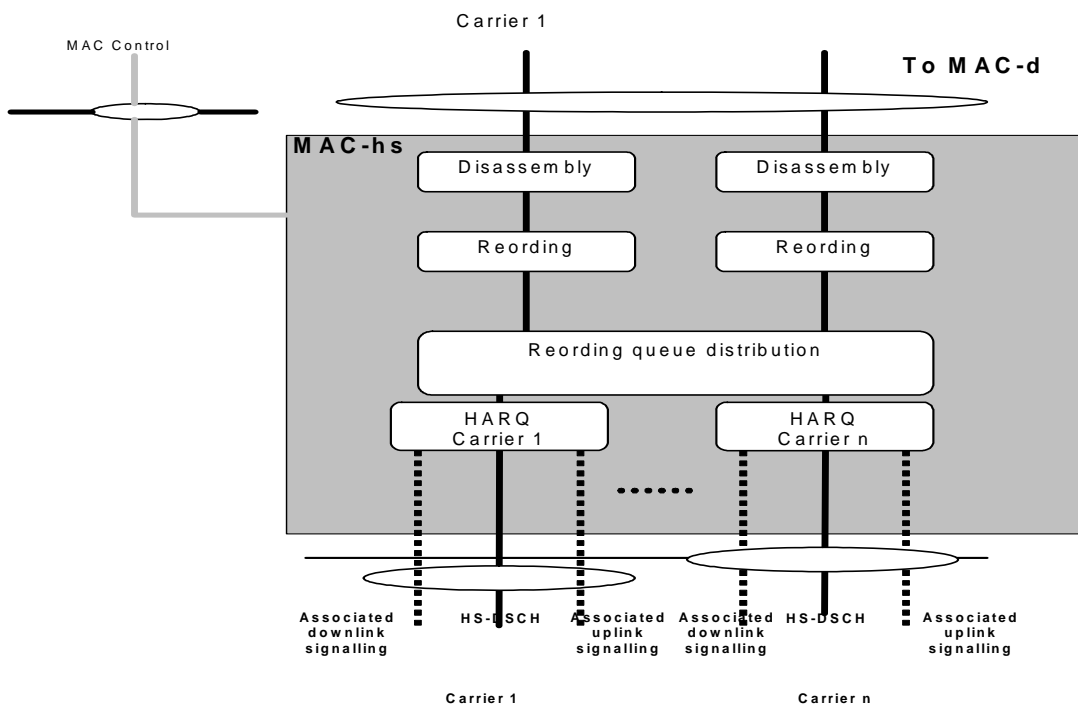 Carrier 1
MAC Control
To MAC-d
MAC-hs
Disassembly
Disassembly
Reording
Reording
Reording queue distribution
HARQ
Carrier 1
HARQ
Carrier n
Associated
downlink
signalling
HS-DSCH
Associated
uplink
signalling
Associated
downlink
signalling
HS-DSCH
Associated
uplink
signalling
Carrier 1
Carrier n